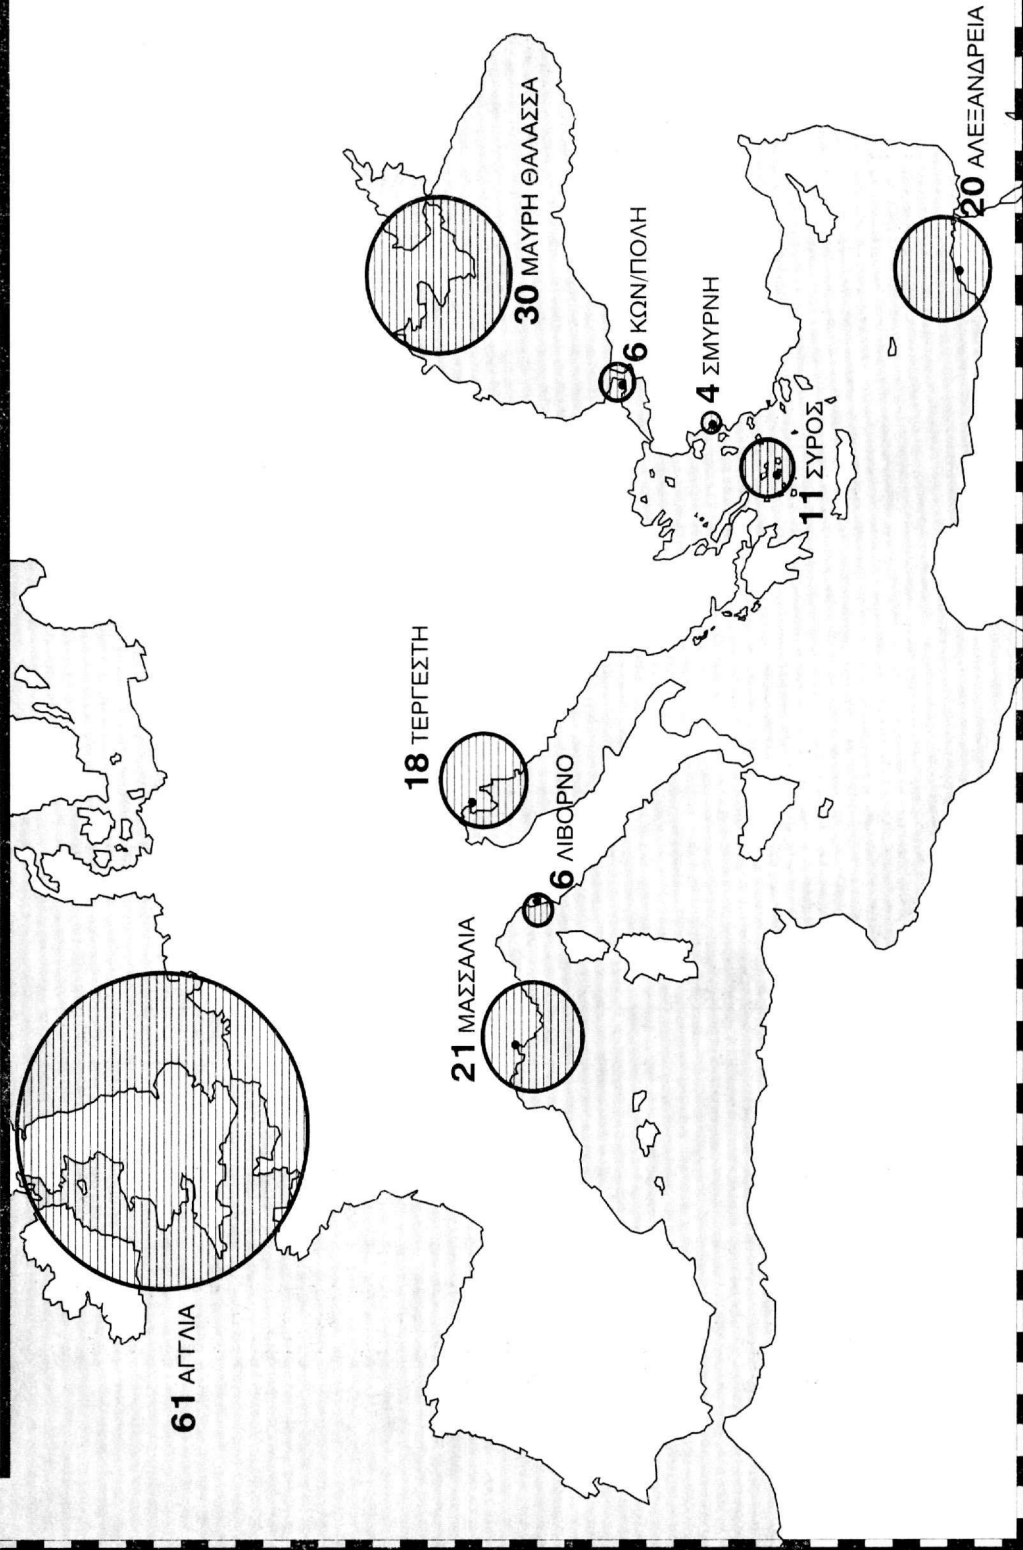 61 ΑΓΓΛΙΑ
21 ΜΑΣΣΑΛΙΑ
6 ΛΙΒΟΡΝΟ
18 ΤΕΡΓΕΣΤΗ
11 ΣΥΡΟΣ
4 ΣΜΥΡΝΗ
6 ΚΩΝ/ΠΟΛΗ
30 ΜΑΥΡΗ ΘΑΛΑΣΣΑ
20 ΑΛΕΞΑΝΔΡΕΙΑ